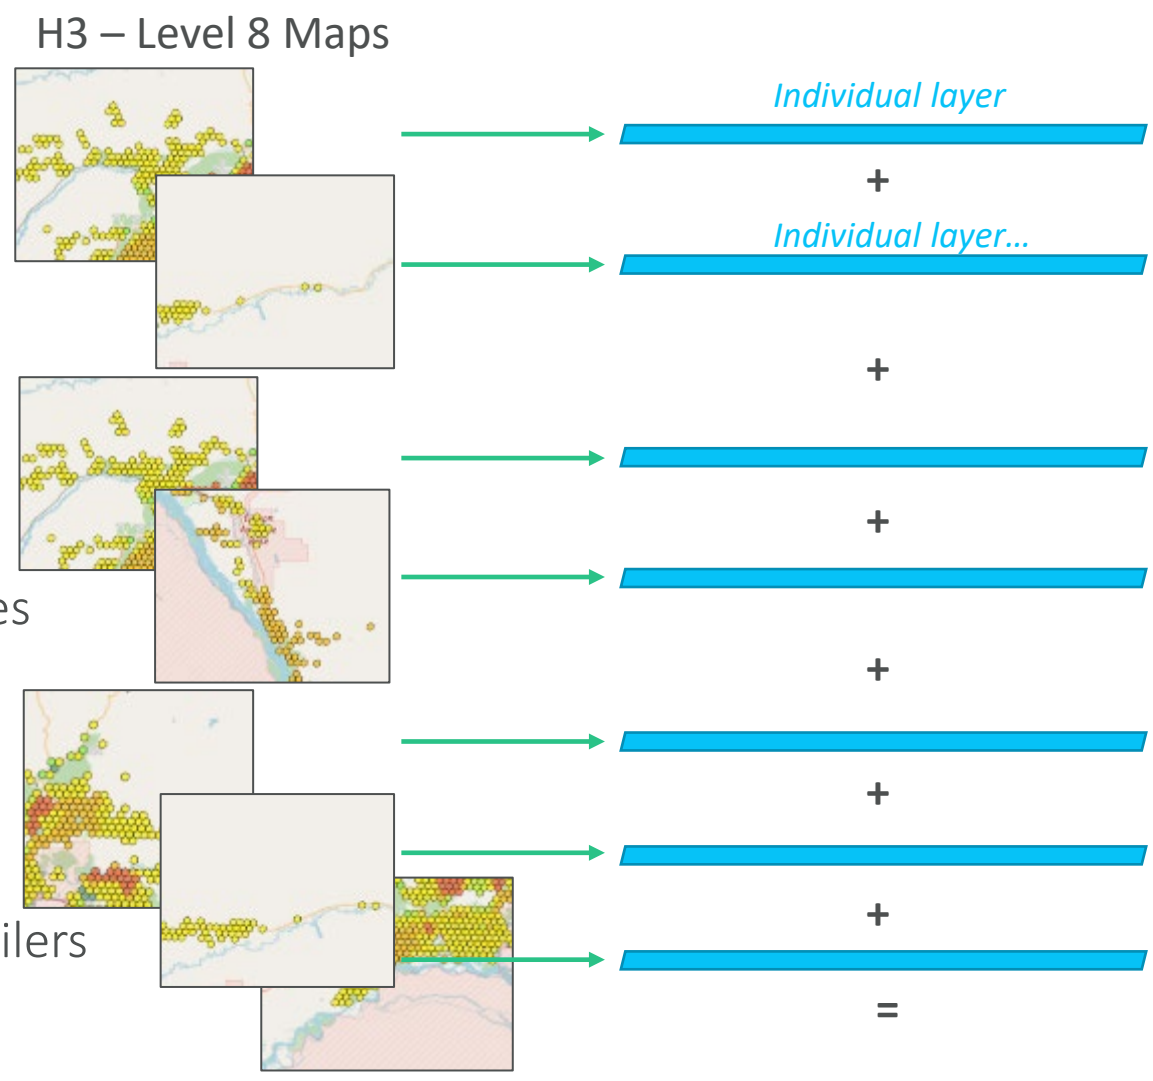 H3 – Level 8 Maps
Individual layer
+
Individual layer...
+
+
es
+
+
ilers
+
=